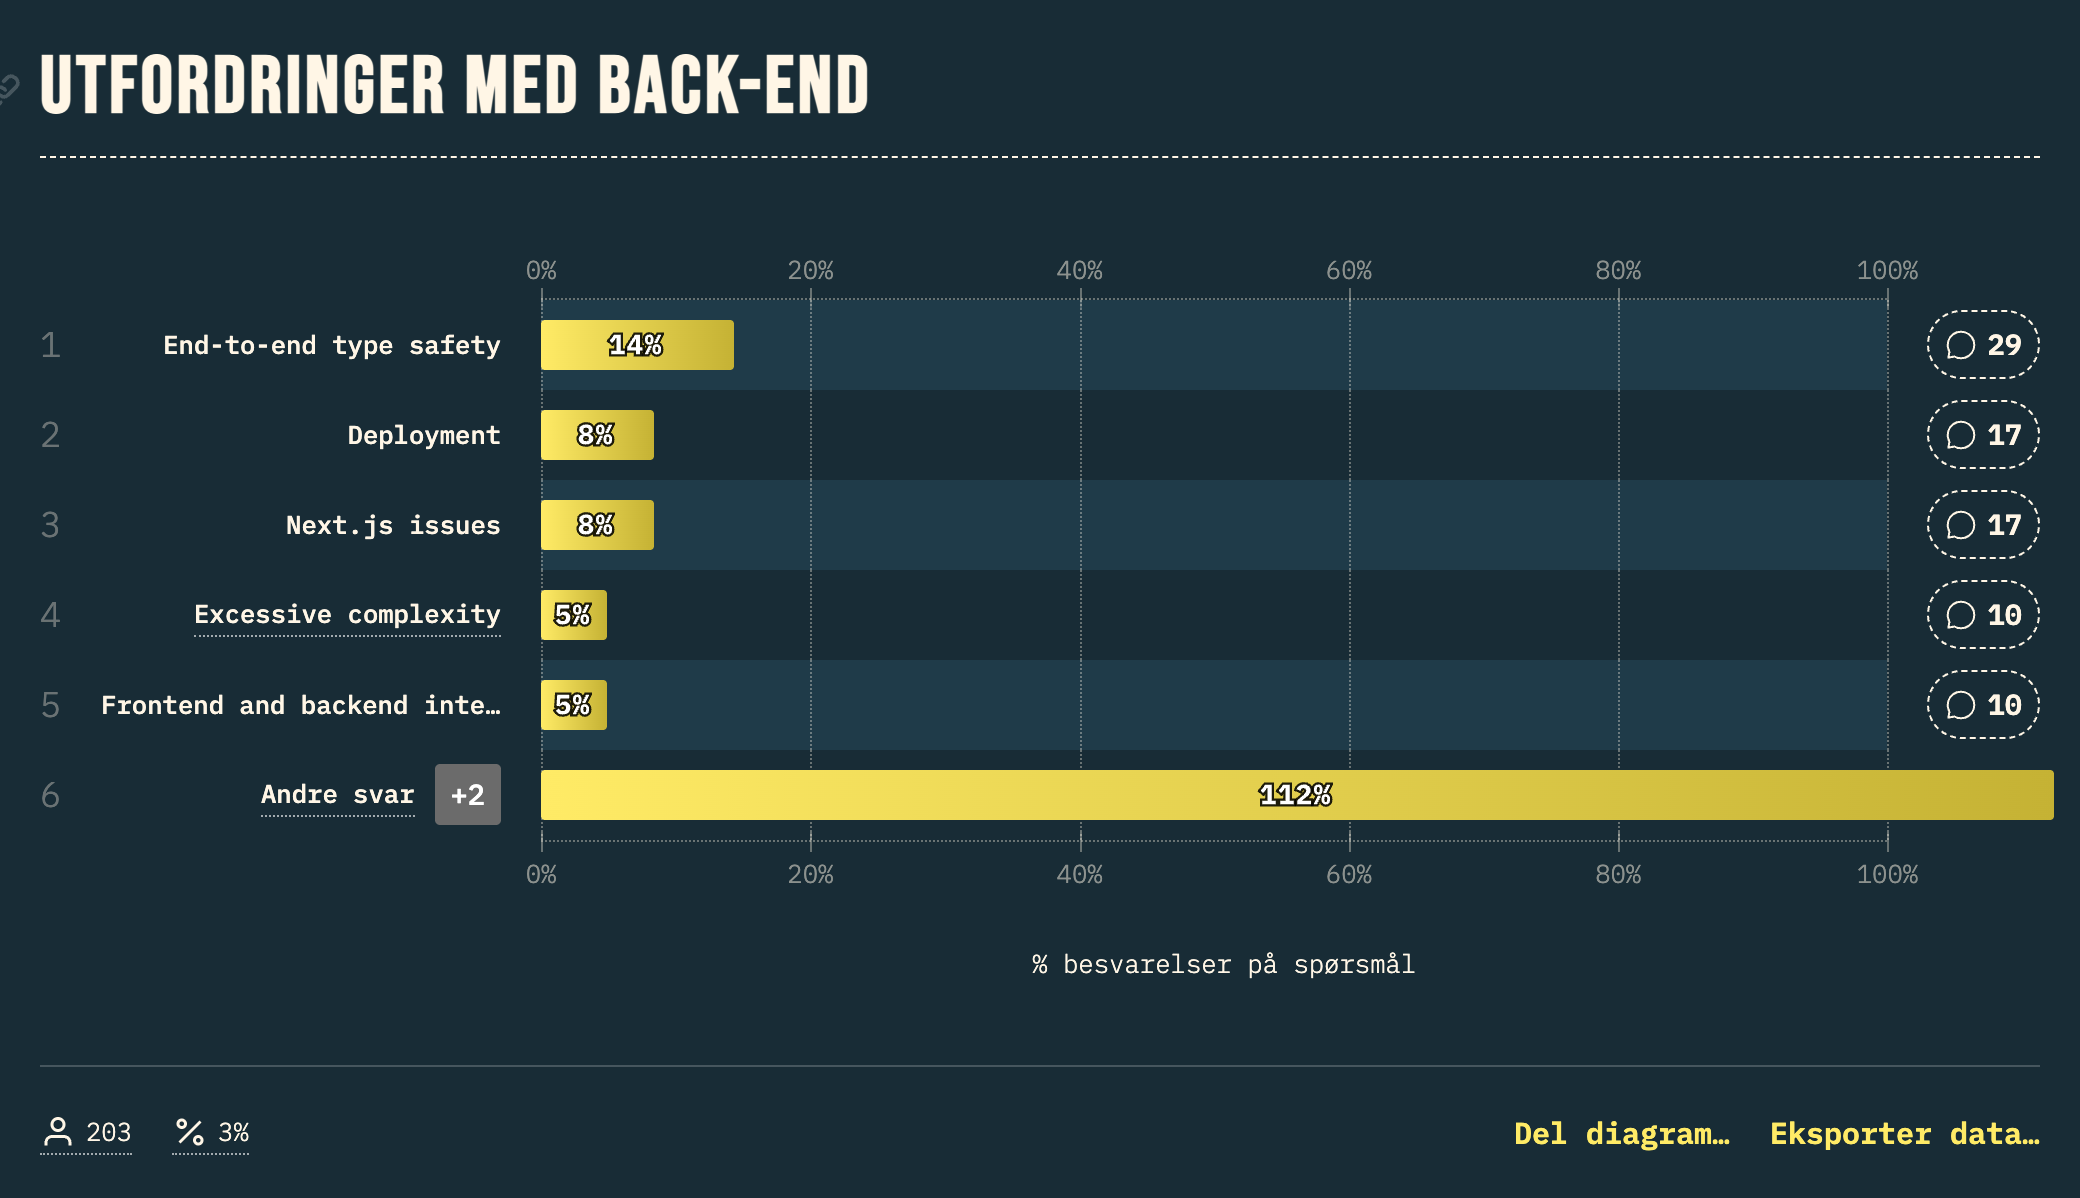 UTFORDRINGER MED BACK-END
0% 20% 40% 60% 80% 100%
1 End-to-end type safety 14% 29
2 Deployment 8% 17
3 Next.js issues 8% 17
4 Excessive complexity 5% 10
5 Frontend and backend inte… 5% 10
6 Andre svar +2 112%
0% 20% 40% 60% 80% 100%
% besvarelser på spørsmål
203 3% Del diagram… Eksporter data…